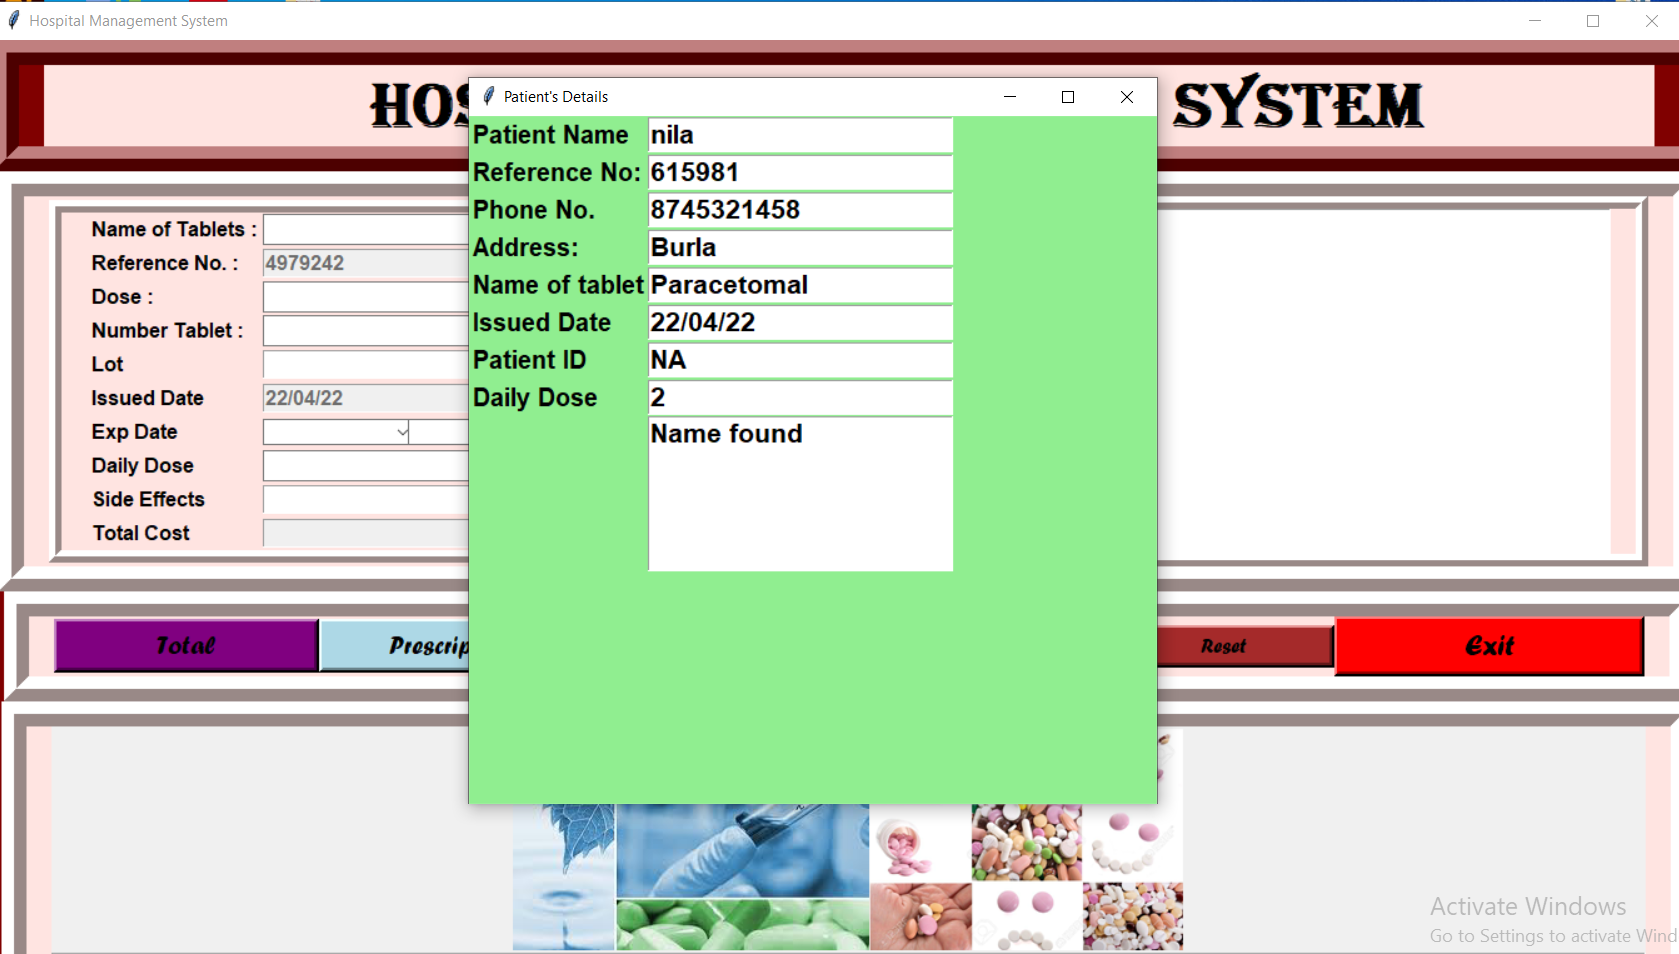 Hospital Management System
HOS
SYSTEM
Patient's Details
Patient Name nila
Reference No: 615981
Phone No. 8745321458
Address: Burla
Name of tablet Paracetomal
Issued Date 22/04/22
Patient ID NA
Daily Dose 2
Name found
Name of Tablets :
Reference No. : 4979242
Dose :
Number Tablet :
Lot
Issued Date 22/04/22
Exp Date
Daily Dose
Side Effects
Total Cost
Total
Prescrip
Reset
Exit
Activate Windows
Go to Settings to activate Wind